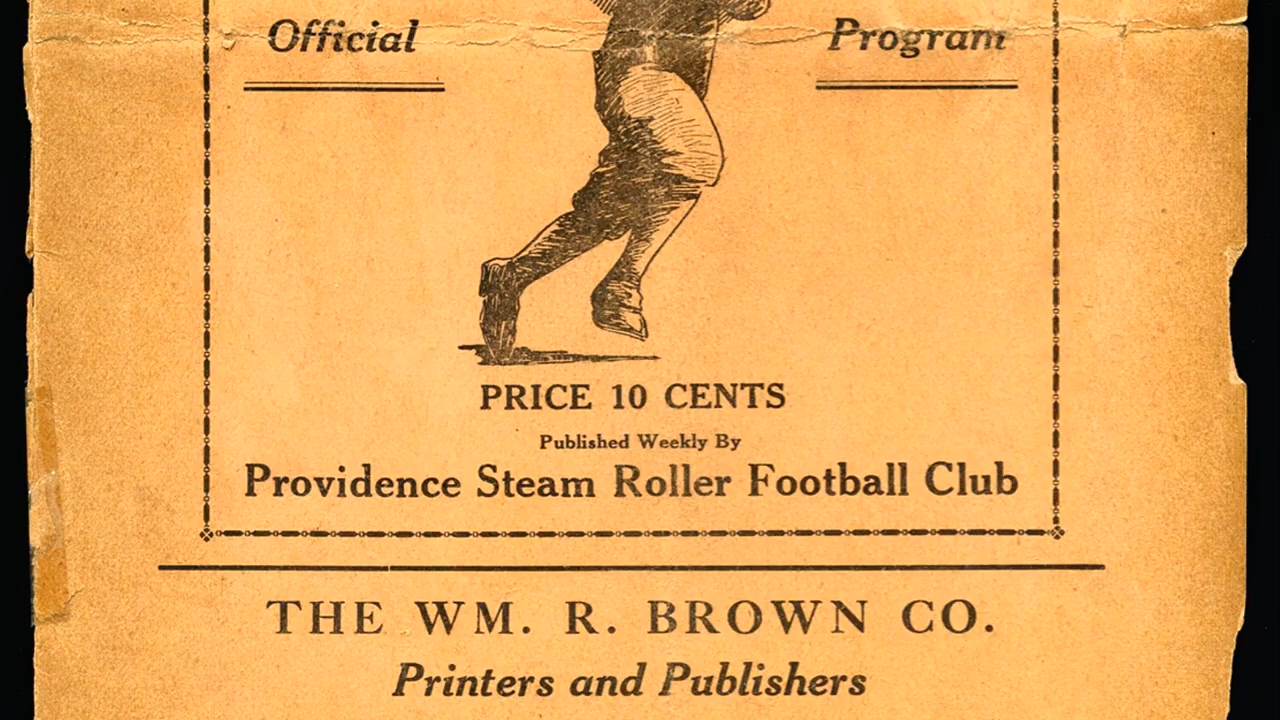 Official Program
PRICE 10 CENTS
Published Weekly By
Providence Steam Roller Football Club
THE WM. R. BROWN CO.
Printers and Publishers